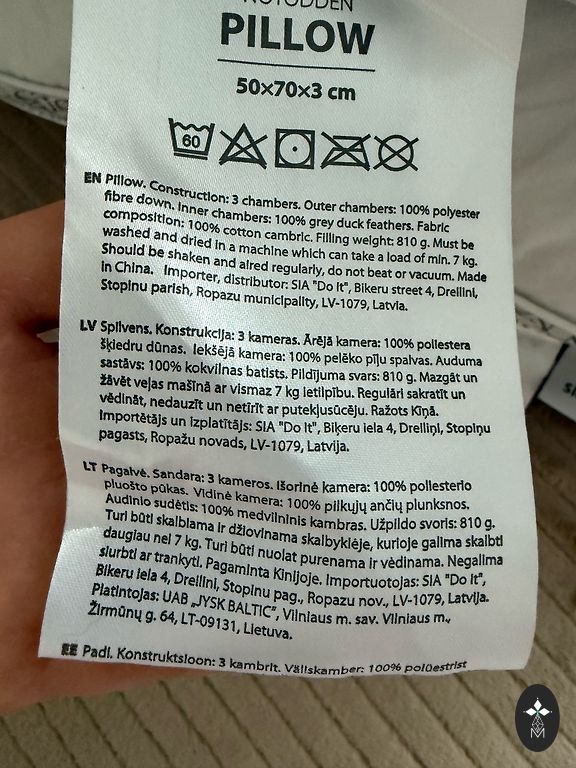 NOTODDEN
PILLOW
50×70×3 cm
60
EN Pillow. Construction: 3 chambers. Outer chambers: 100% polyester
fibre down. Inner chambers: 100% grey duck feathers. Fabric
composition: 100% cotton cambric. Filling weight: 810 g. Must be
washed and dried in a machine which can take a load of min. 7 kg.
Should be shaken and aired regularly, do not beat or vacuum. Made
in China. Importer, distributor: SIA "Do It", Biķeru street 4, Dreiliņi,
Stopiņu parish, Ropazu municipality, LV-1079, Latvia.
LV Spilvens. Konstrukcija: 3 kameras. Ārējā kamera: 100% poliestera
šķiedru dūnas. Iekšējā kamera: 100% pelēko pīļu spalvas. Auduma
sastāvs: 100% kokvilnas batists. Pildījuma svars: 810 g. Mazgāt un
žāvēt veļas mašīnā ar vismaz 7 kg ietilpību. Regulāri sakratīt un
vēdināt, nedauzīt un netīrīt ar putekļusūcēju. Ražots Ķīnā.
Importētājs un izplatītājs: SIA "Do It", Biķeru iela 4, Dreiliņi, Stopiņu
pagasts, Ropažu novads, LV-1079, Latvija.
LT Pagalvė. Sandara: 3 kameros. Išorinė kamera: 100% poliesterio
pluošto pūkas. Vidinė kamera: 100% pilkųjų ančių plunksnos.
Audinio sudėtis: 100% medvilninis kambras. Užpildo svoris: 810 g.
Turi būti skalbiama ir džiovinama skalbyklėje, kurioje galima skalbti
daugiau nei 7 kg. Turi būti nuolat purenama ir vėdinama. Negalima
siurbti ar trankyti. Pagaminta Kinijoje. Importuotojas: SIA "Do It",
Bikeru iela 4, Dreilini, Stopinu pag., Ropazu nov., LV-1079, Latvija.
Platintojas: UAB „JYSK BALTIC", Vilniaus m. sav. Vilniaus m.,
Žirmūnų g. 64, LT-09131, Lietuva.
EE Padi. Konstruktsioon: 3 kambrit. Väliskamber: 100% polüestrist
M